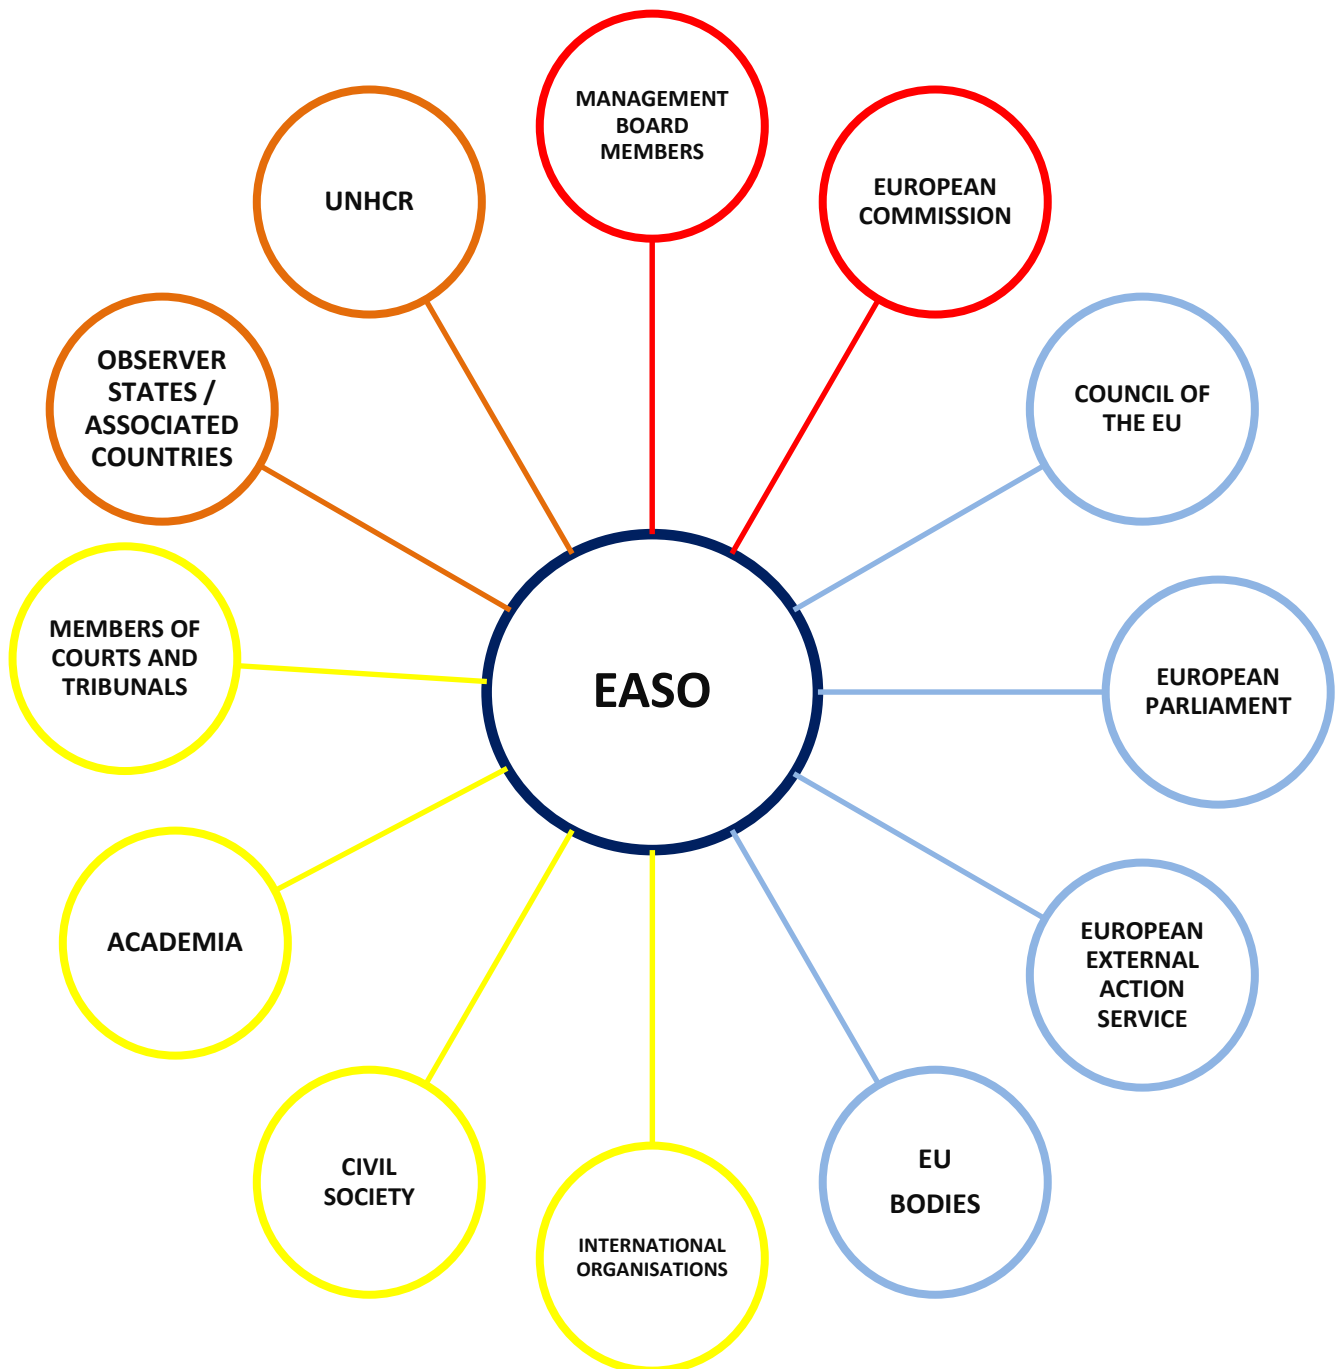 MANAGEMENT
BOARD
MEMBERS
EUROPEAN
COMMISSION
COUNCIL OF
THE EU
EUROPEAN
PARLIAMENT
EUROPEAN
EXTERNAL
ACTION
SERVICE
EU
BODIES
INTERNATIONAL
ORGANISATIONS
CIVIL
SOCIETY
ACADEMIA
MEMBERS OF
COURTS AND
TRIBUNALS
OBSERVER
STATES /
ASSOCIATED
COUNTRIES
UNHCR
EASO